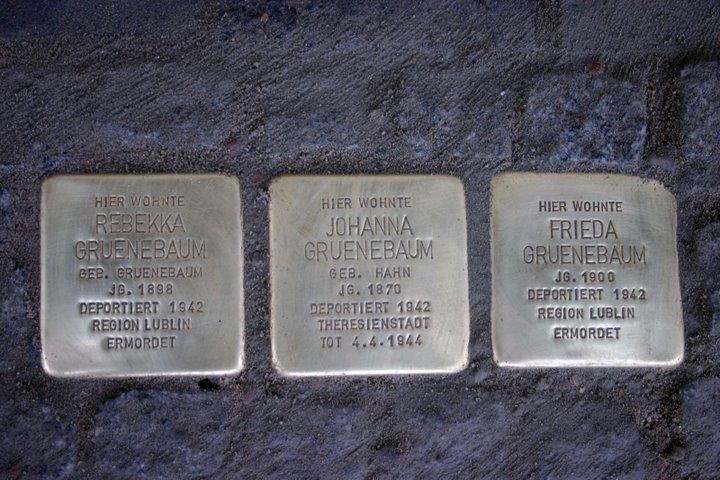 HIER WOHNTE
REBEKKA
GRUENEBAUM
GEB. GRUENEBAUM
JG. 1898
DEPORTIERT 1942
REGION LUBLIN
ERMORDET
HIER WOHNTE
JOHANNA
GRUENEBAUM
GEB. HAHN
JG. 1870
DEPORTIERT 1942
THERESIENSTADT
TOT 4.4.1944
HIER WOHNTE
FRIEDA
GRUENEBAUM
JG. 1900
DEPORTIERT 1942
REGION LUBLIN
ERMORDET